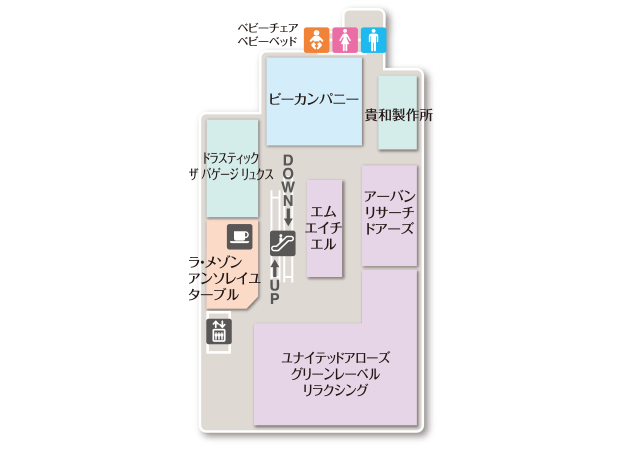 ベビーチェア
ベビーベッド
ビーカンパニー
貴和製作所
ドラスティック
ザ バゲージ リュクス
DOWN
エム
エイチ
エル
アーバン
リサーチ
ドアーズ
ラ・メゾン
アンソレイユ
ターブル
UP
ユナイテッドアローズ
グリーンレーベル
リラクシング